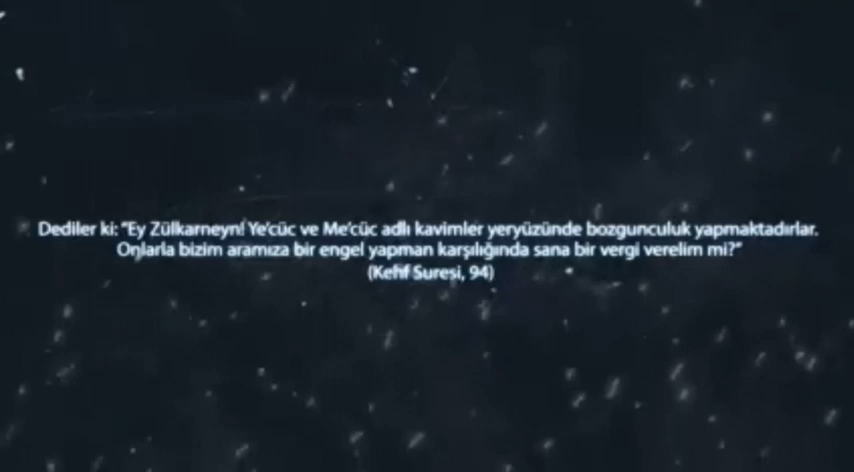 Dediler ki: "Ey Zülkarneyn! Ye'cüc ve Me'cüc adlı kavimler yeryüzünde bozgunculuk yapmaktadırlar.
Onlarla bizim aramıza bir engel yapman karşılığında sana bir vergi verelim mi?"
(Kehf Suresi, 94)